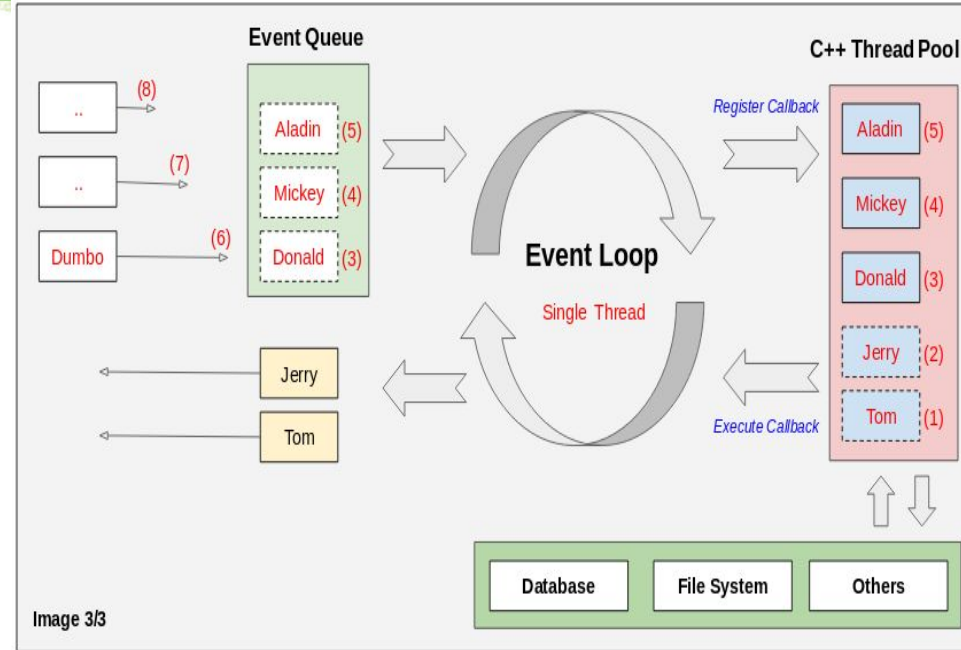 Event Queue
C++ Thread Pool
..
(8)
Register Callback
Aladin (5)
Aladin (5)
..
(7)
Mickey (4)
Mickey (4)
Dumbo
(6)
Donald (3)
Event Loop
Donald (3)
Single Thread
Jerry
Jerry (2)
Tom
Execute Callback
Tom (1)
Database
File System
Others
Image 3/3